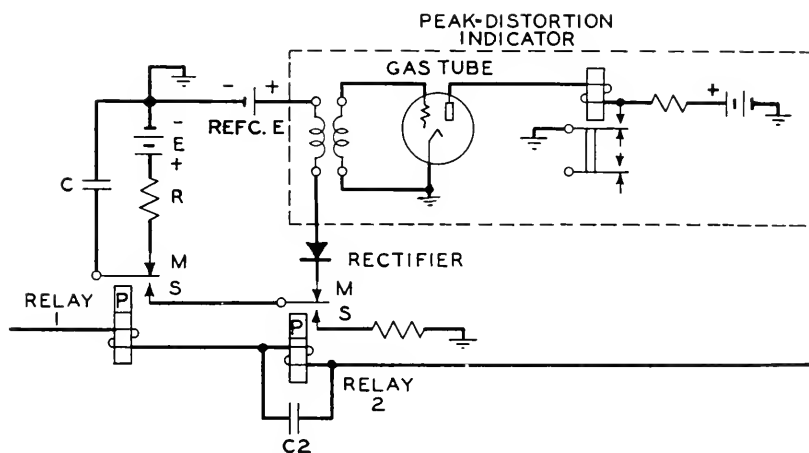 PEAK-DISTORTION
INDICATOR
GAS TUBE
- +
REFC. E
+
-
E
+
C
R
M
S
RECTIFIER
M
S
RELAY
1
P
P
RELAY
2
C2